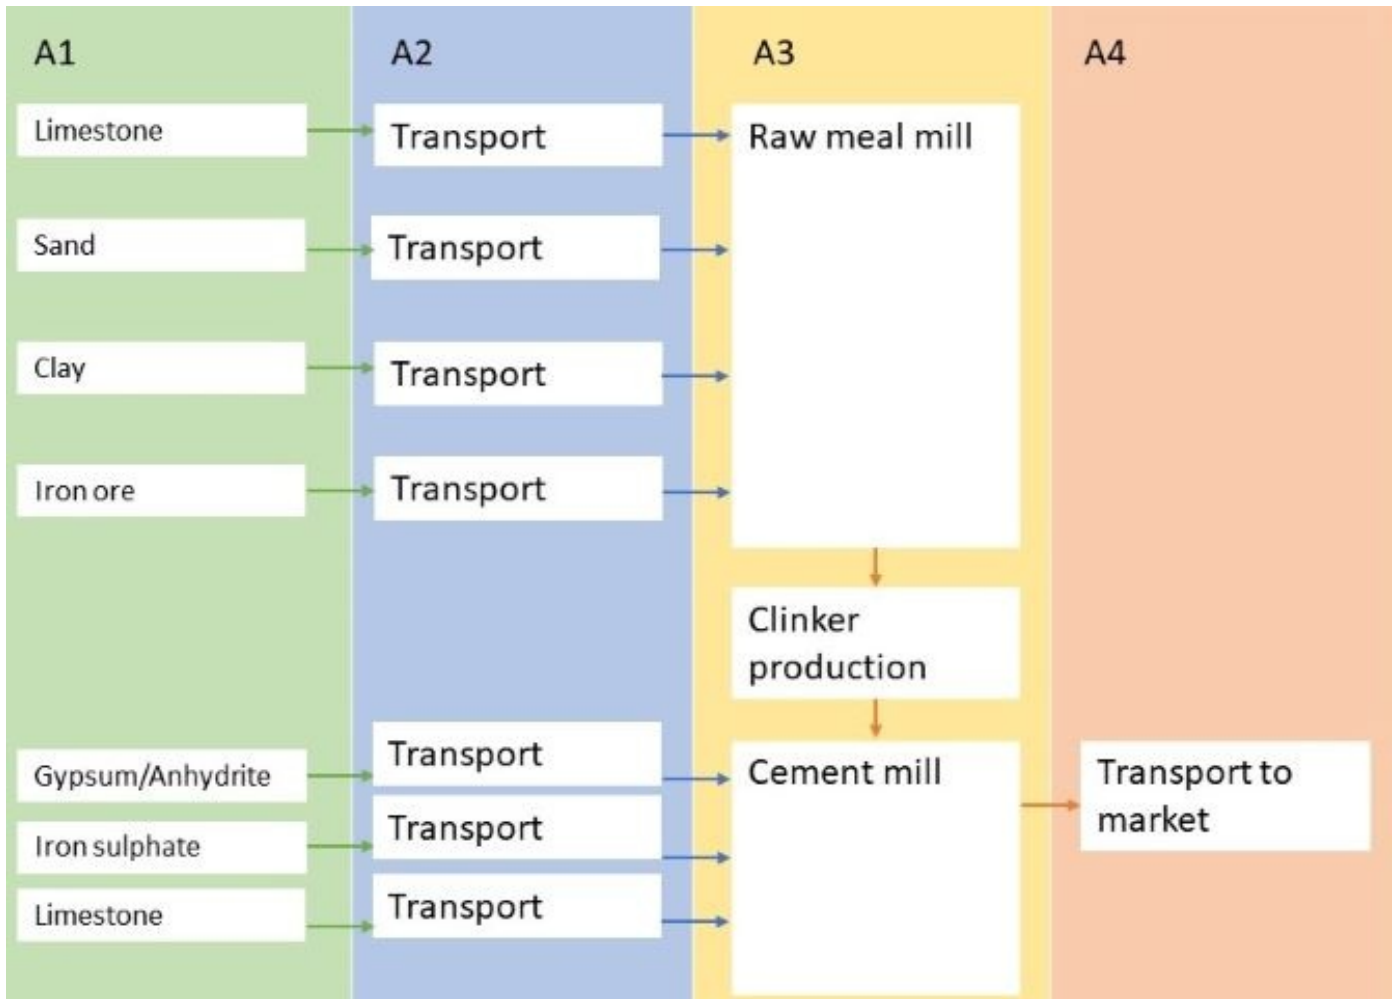 A1
A2
A3
A4
Limestone
Transport
Raw meal mill
Sand
Transport
Clay
Transport
Iron ore
Transport
Clinker
production
Gypsum/Anhydrite
Transport
Cement mill
Transport to
market
Iron sulphate
Transport
Limestone
Transport